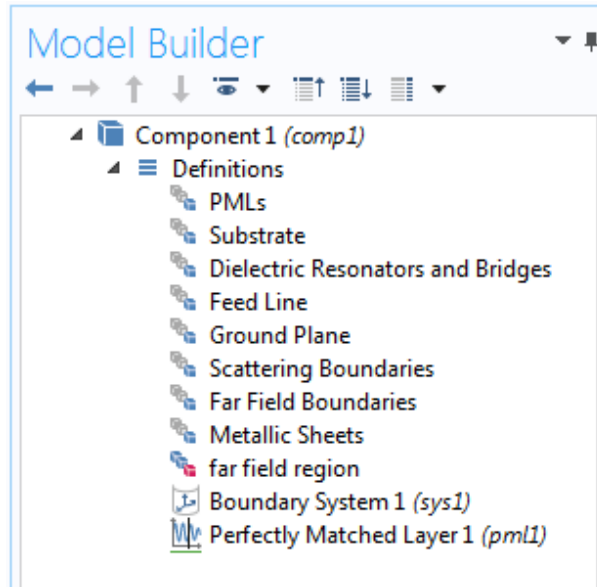 Model Builder
Component 1 (comp1)
Definitions
PMLs
Substrate
Dielectric Resonators and Bridges
Feed Line
Ground Plane
Scattering Boundaries
Far Field Boundaries
Metallic Sheets
far field region
Boundary System 1 (sys1)
Perfectly Matched Layer 1 (pml1)